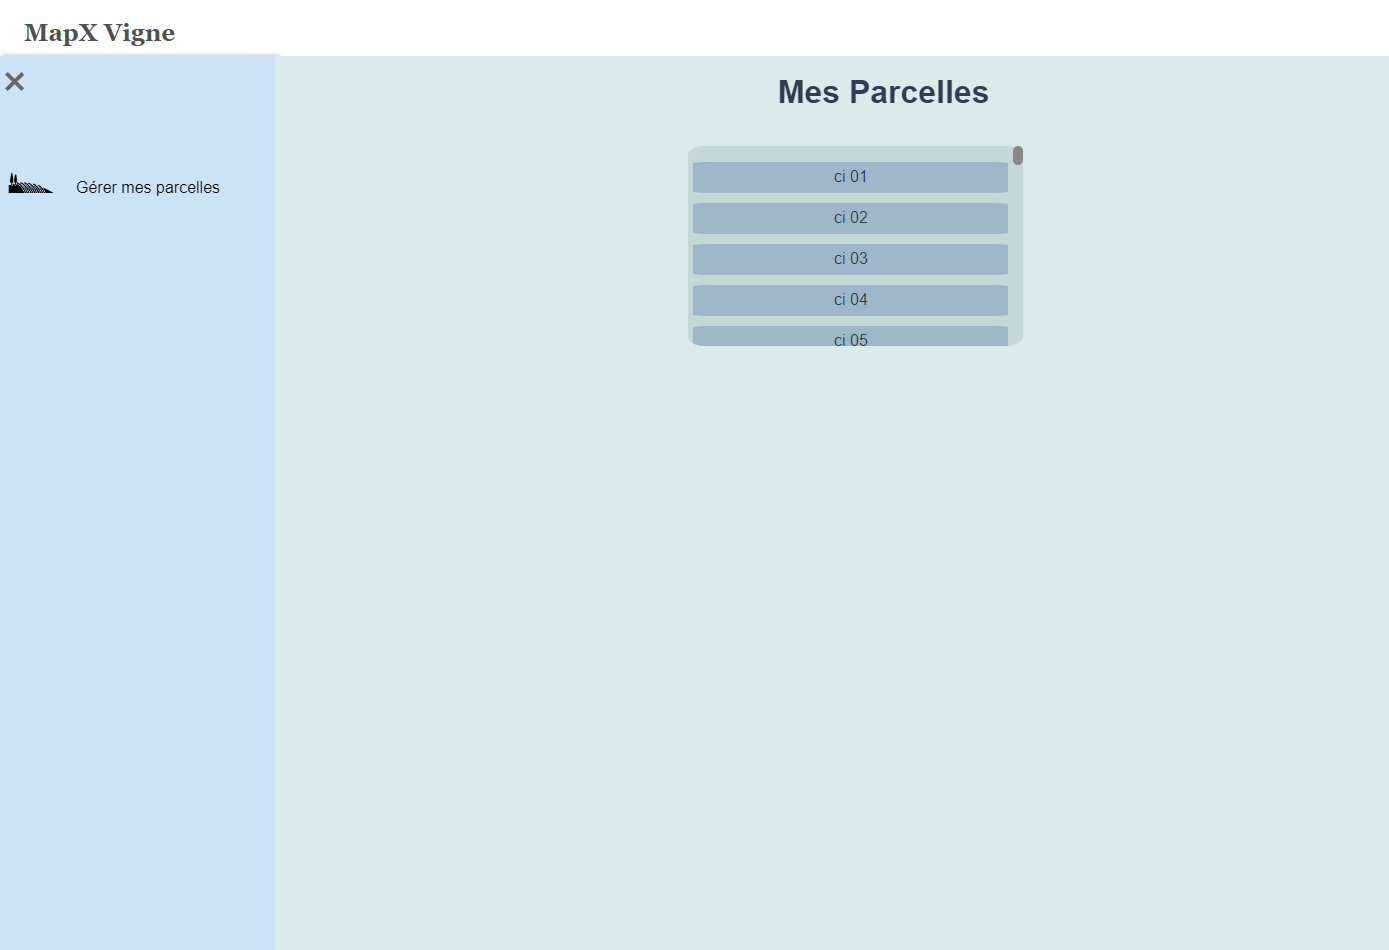 MapX Vigne
Mes Parcelles
Gérer mes parcelles
ci 01
ci 02
ci 03
ci 04
ci 05